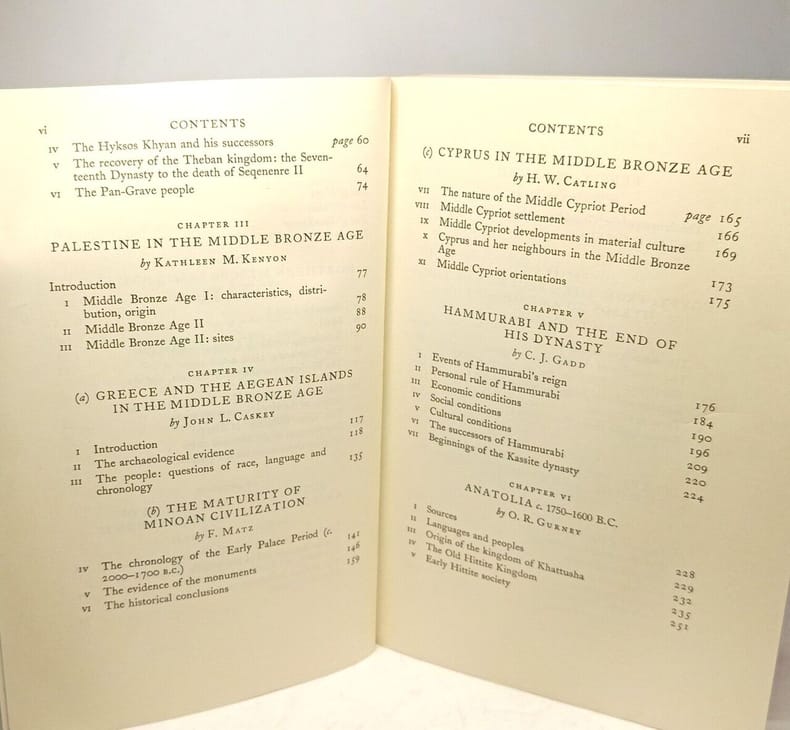 vi
CONTENTS
IV The Hyksos Khyan and his successors page 60
V The recovery of the Theban kingdom: the Seven-
teenth Dynasty to the death of Seqenenre II 64
VI The Pan-Grave people 74
CHAPTER III
PALESTINE IN THE MIDDLE BRONZE AGE
by KATHLEEN M. KENYON
Introduction 77
I Middle Bronze Age I: characteristics, distri-
bution, origin 78
II Middle Bronze Age II 88
III Middle Bronze Age II: sites 90
CHAPTER IV
(a) GREECE AND THE AEGEAN ISLANDS
IN THE MIDDLE BRONZE AGE
by JOHN L. CASKEY
I Introduction 117
II The archaeological evidence 118
III The people: questions of race, language and
chronology 135
(b) THE MATURITY OF
MINOAN CIVILIZATION
by F. MATZ
IV The chronology of the Early Palace Period (c.
2000–1700 B.C.) 141
V The evidence of the monuments 146
VI The historical conclusions 159
CONTENTS
vii
(c) CYPRUS IN THE MIDDLE BRONZE AGE
by H. W. CATLING
VII The nature of the Middle Cypriot Period page 165
VIII Middle Cypriot settlement 166
IX Middle Cypriot developments in material culture 169
X Cyprus and her neighbours in the Middle Bronze
Age 173
XI Middle Cypriot orientations 175
CHAPTER V
HAMMURABI AND THE END OF
HIS DYNASTY
by C. J. GADD
I Events of Hammurabi's reign 176
II Personal rule of Hammurabi 184
III Economic conditions 190
IV Social conditions 196
V Cultural conditions 209
VI The successors of Hammurabi 220
VII Beginnings of the Kassite dynasty 224
CHAPTER VI
ANATOLIA c. 1750–1600 B.C.
by O. R. GURNEY
I Sources 228
II Languages and peoples 229
III Origin of the kingdom of Khattusha 232
IV The Old Hittite Kingdom 235
V Early Hittite society 251